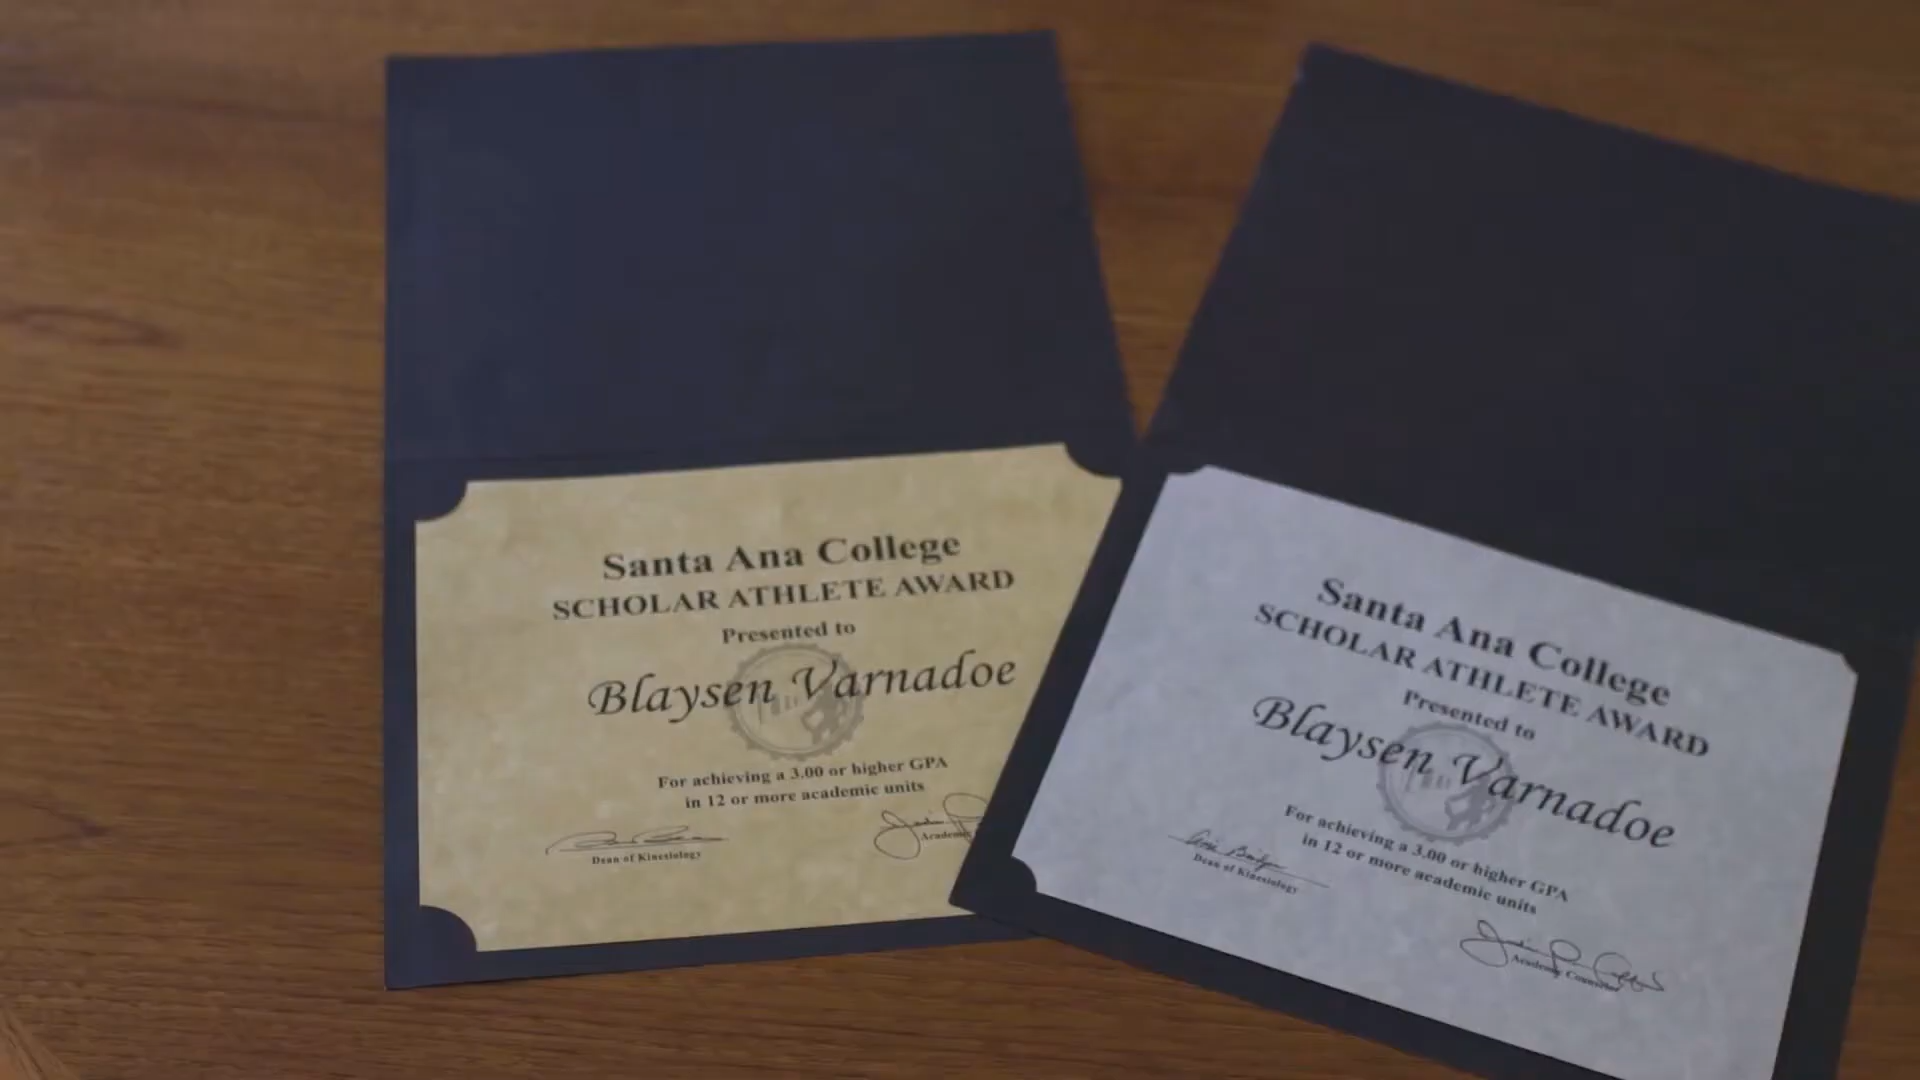 Santa Ana College
SCHOLAR ATHLETE AWARD
Presented to
Blaysen Varnadoe
For achieving a 3.00 or higher GPA
in 12 or more academic units
Dean of Kinesiology
Academic
Santa Ana College
SCHOLAR ATHLETE AWARD
Presented to
Blaysen Varnadoe
For achieving a 3.00 or higher GPA
in 12 or more academic units
Dean of Kinesiology
Academic Counselor